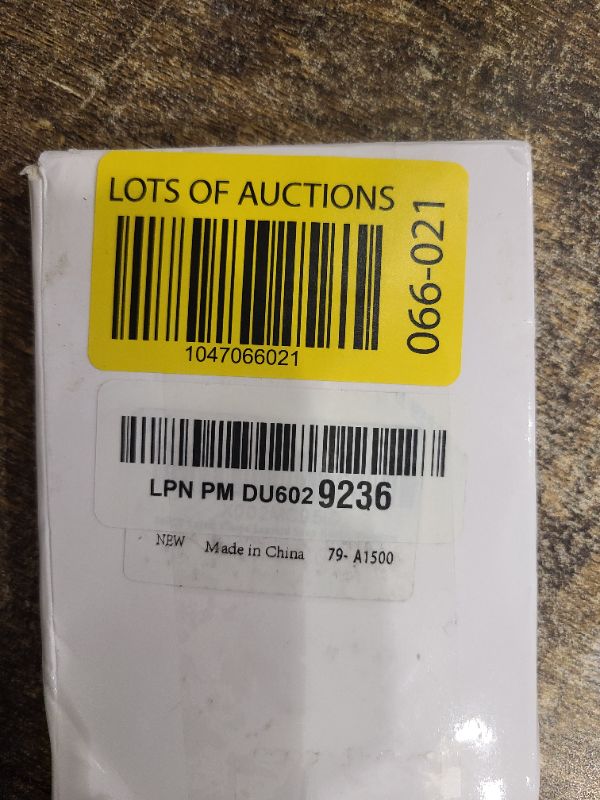 LOTS OF AUCTIONS
066-021
1047066021
LPN PM DU602 9236
NEW Made in China 79- A1500